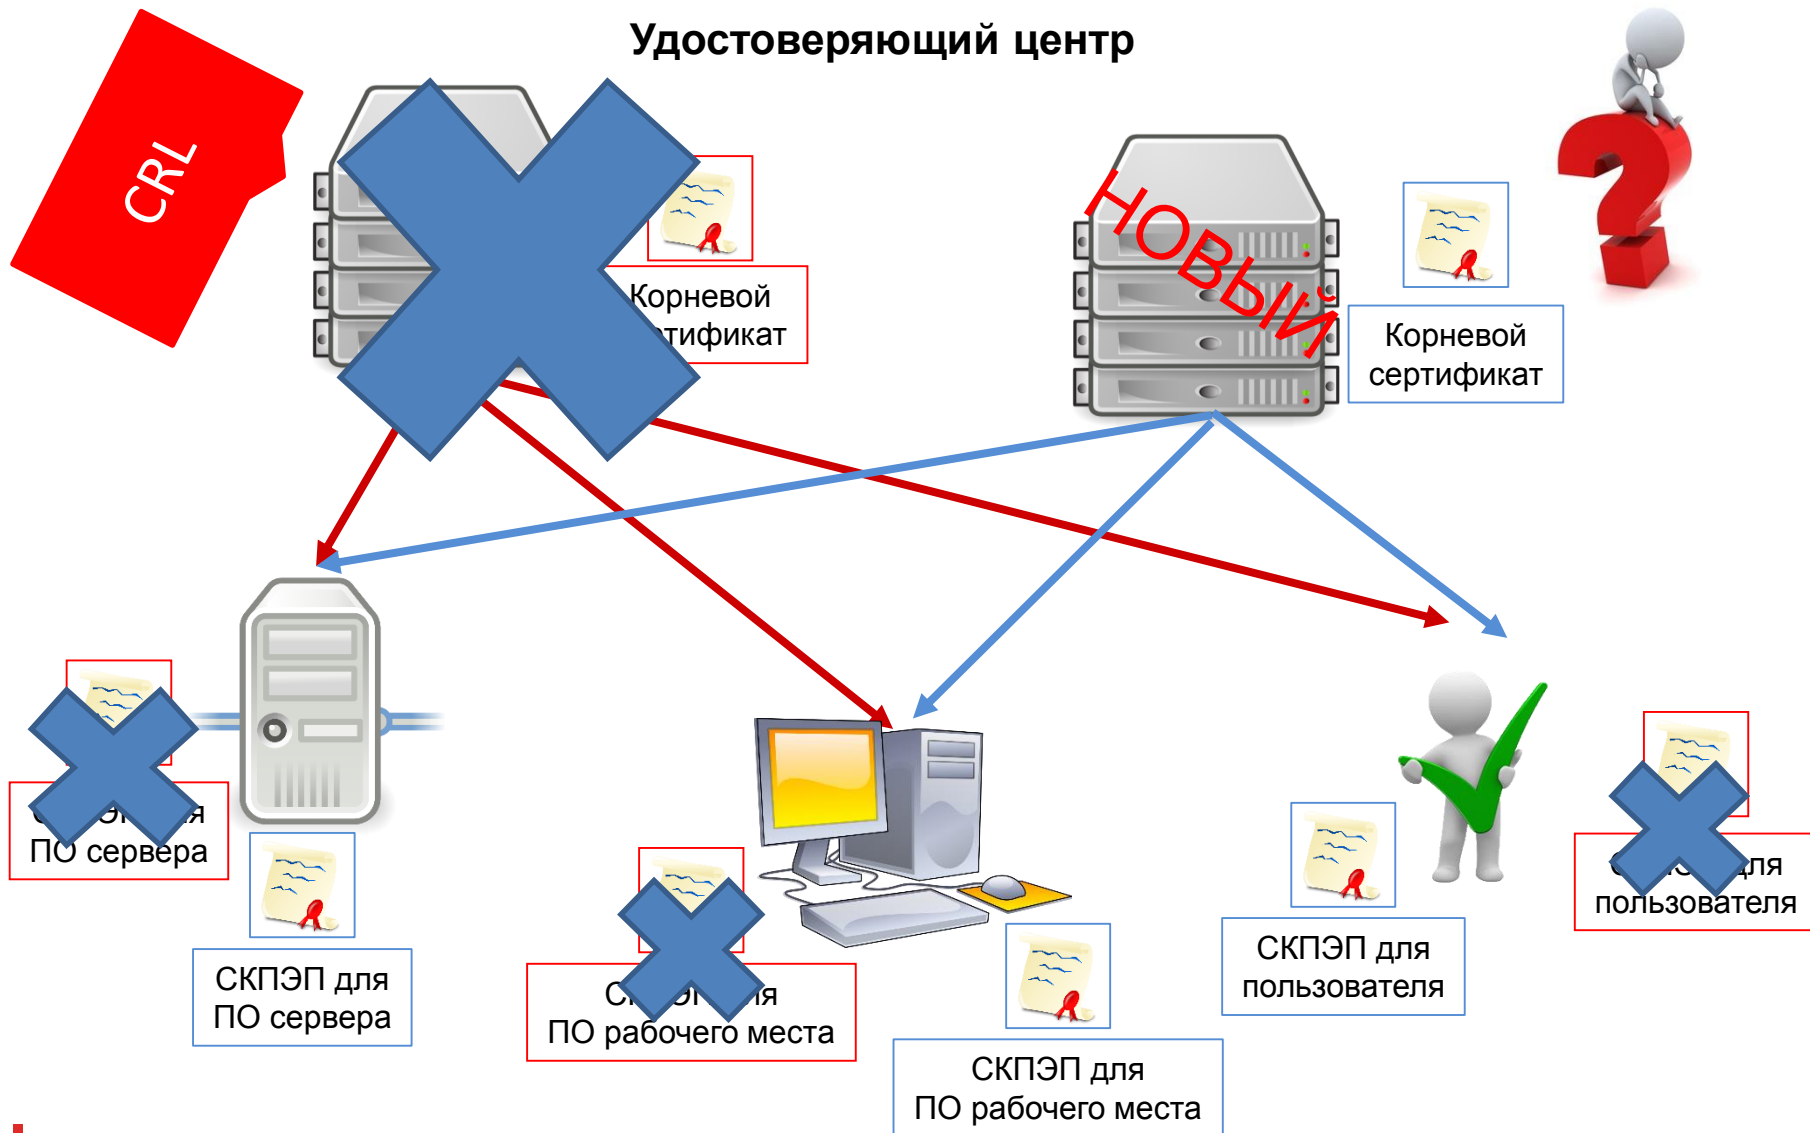 Удостоверяющий центр
CRL
Корневой
НОВЫЙ
Корневой
сертификат
ПО сервера
СКПЭП для
ПО сервера
ПО рабочего места
СКПЭП для
ПО рабочего места
СКПЭП для
пользователя
для
пользователя